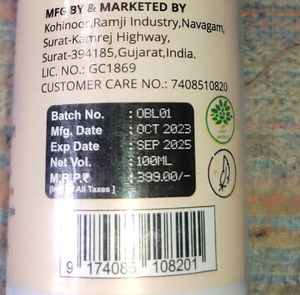 MFG BY& MARKETED BY
Kohinoor,Ramji Industry,Navagam,
Surat-Kamrej Highway,
Surat-394185,Gujarat,India.
LIC. NO.: GC1869
CUSTOMER CARE NO.: 7408510820
Batch No. :OBL01
Mfg. Date :OCT 2023
Exp Date :SEP 2025
Net Vol. :100ML
M.R.P.₹ :399.00/-
[Incl. of All Taxes ]
9 174085 108201